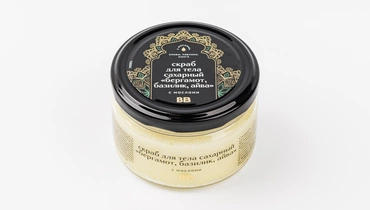 скраб
для тела
сахарный
«бергамот,
базилик, айва»
с маслами
BB
скраб для тела сахарный
«бергамот, базилик, айва»
с маслами